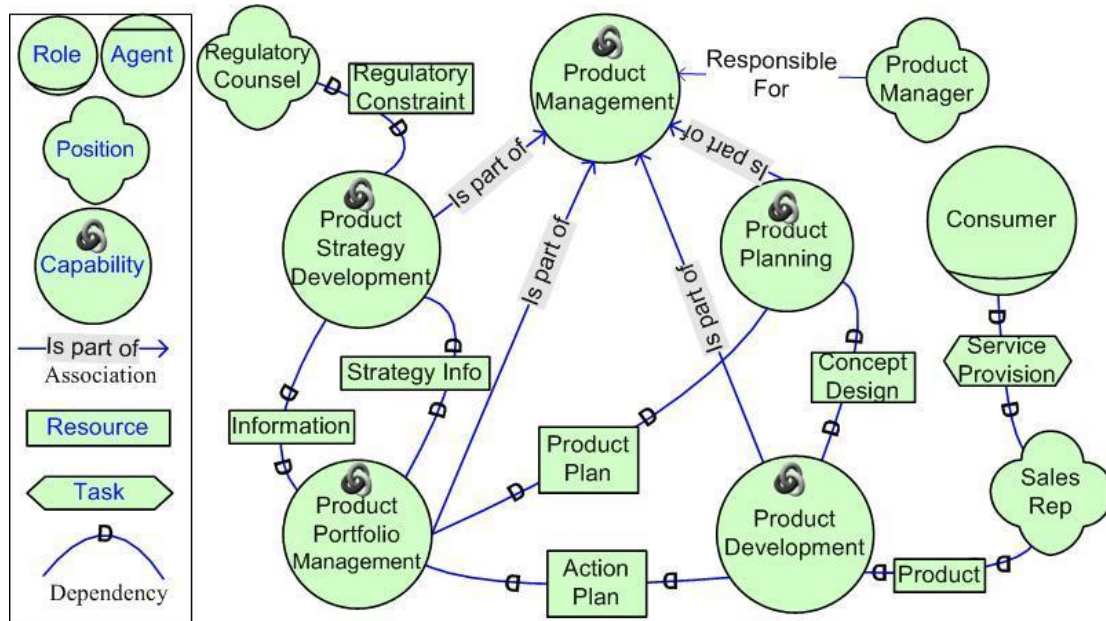 Role
Agent
Position
Capability
Is part of
Association
Resource
Task
D
Dependency
Regulatory
Counsel
D
Regulatory
Constraint
D
Product
Management
Responsible
For
Product
Manager
Is part of
Is part of
Is part of
Is part of
Product
Strategy
Development
Product
Planning
Consumer
D
Strategy Info
D
D
Information
D
D
Concept
Design
D
D
Service
Provision
D
D
Product
Plan
D
Product
Portfolio
Management
Product
Development
Sales
Rep
D
Action
Plan
D
D
Product
D